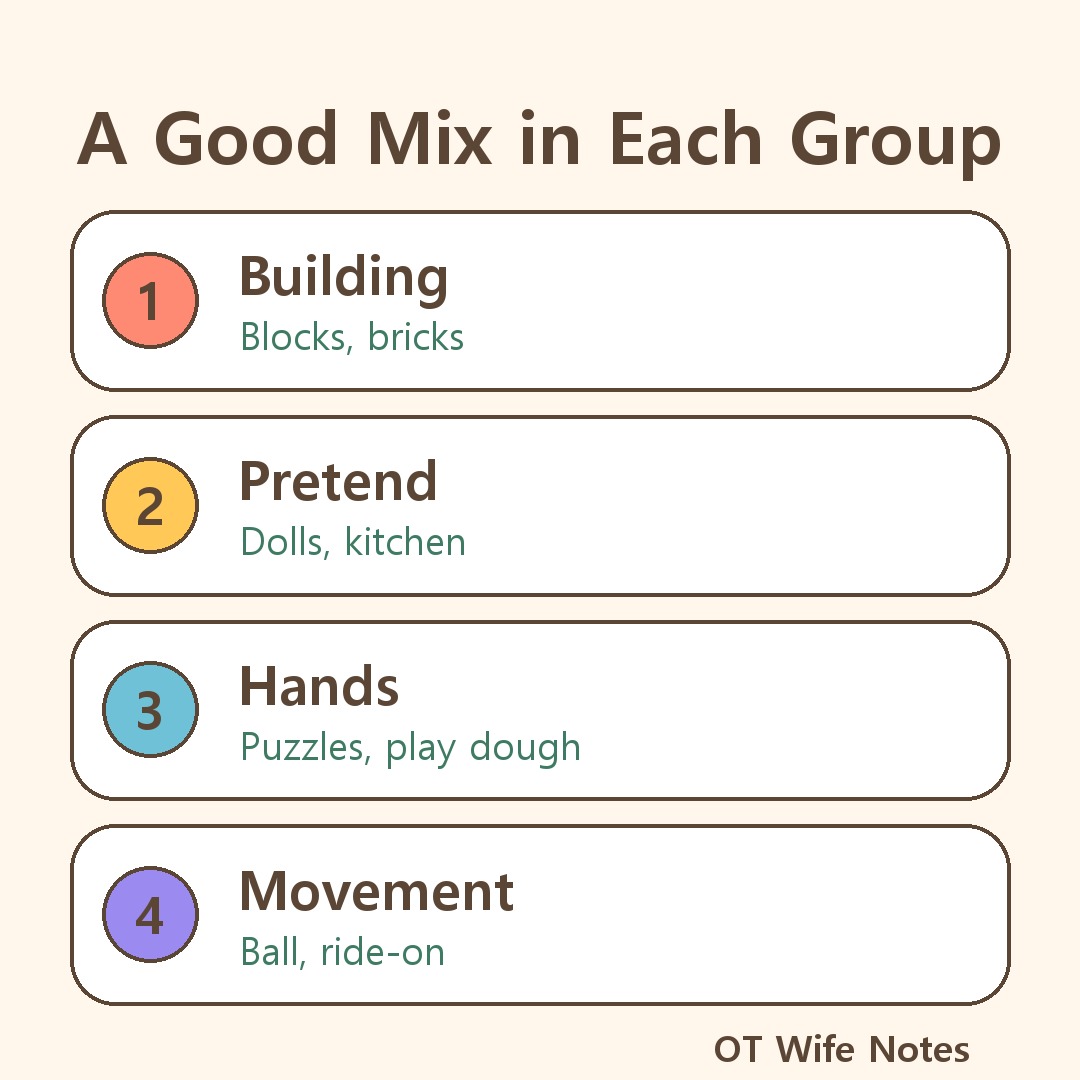 A Good Mix in Each Group
1
Building
Blocks, bricks
2
Pretend
Dolls, kitchen
3
Hands
Puzzles, play dough
4
Movement
Ball, ride-on
OT Wife Notes